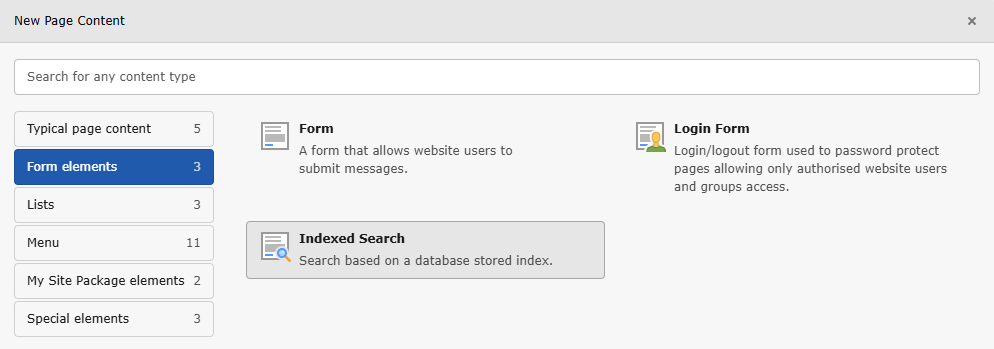 New Page Content
×
Search for any content type
Typical page content 5
Form elements 3
Lists 3
Menu 11
My Site Package elements 2
Special elements 3
Form
A form that allows website users to
submit messages.
Login Form
Login/logout form used to password protect
pages allowing only authorised website users
and groups access.
Indexed Search
Search based on a database stored index.